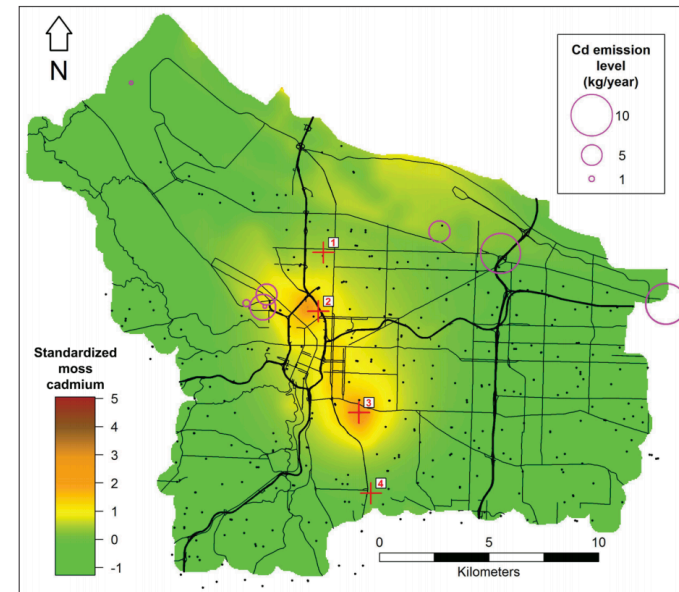 N
Cd emission
level
(kg/year)
10
5
1
1
2
3
4
Standardized
moss
cadmium
5
4
3
2
1
0
-1
0 5 10
Kilometers